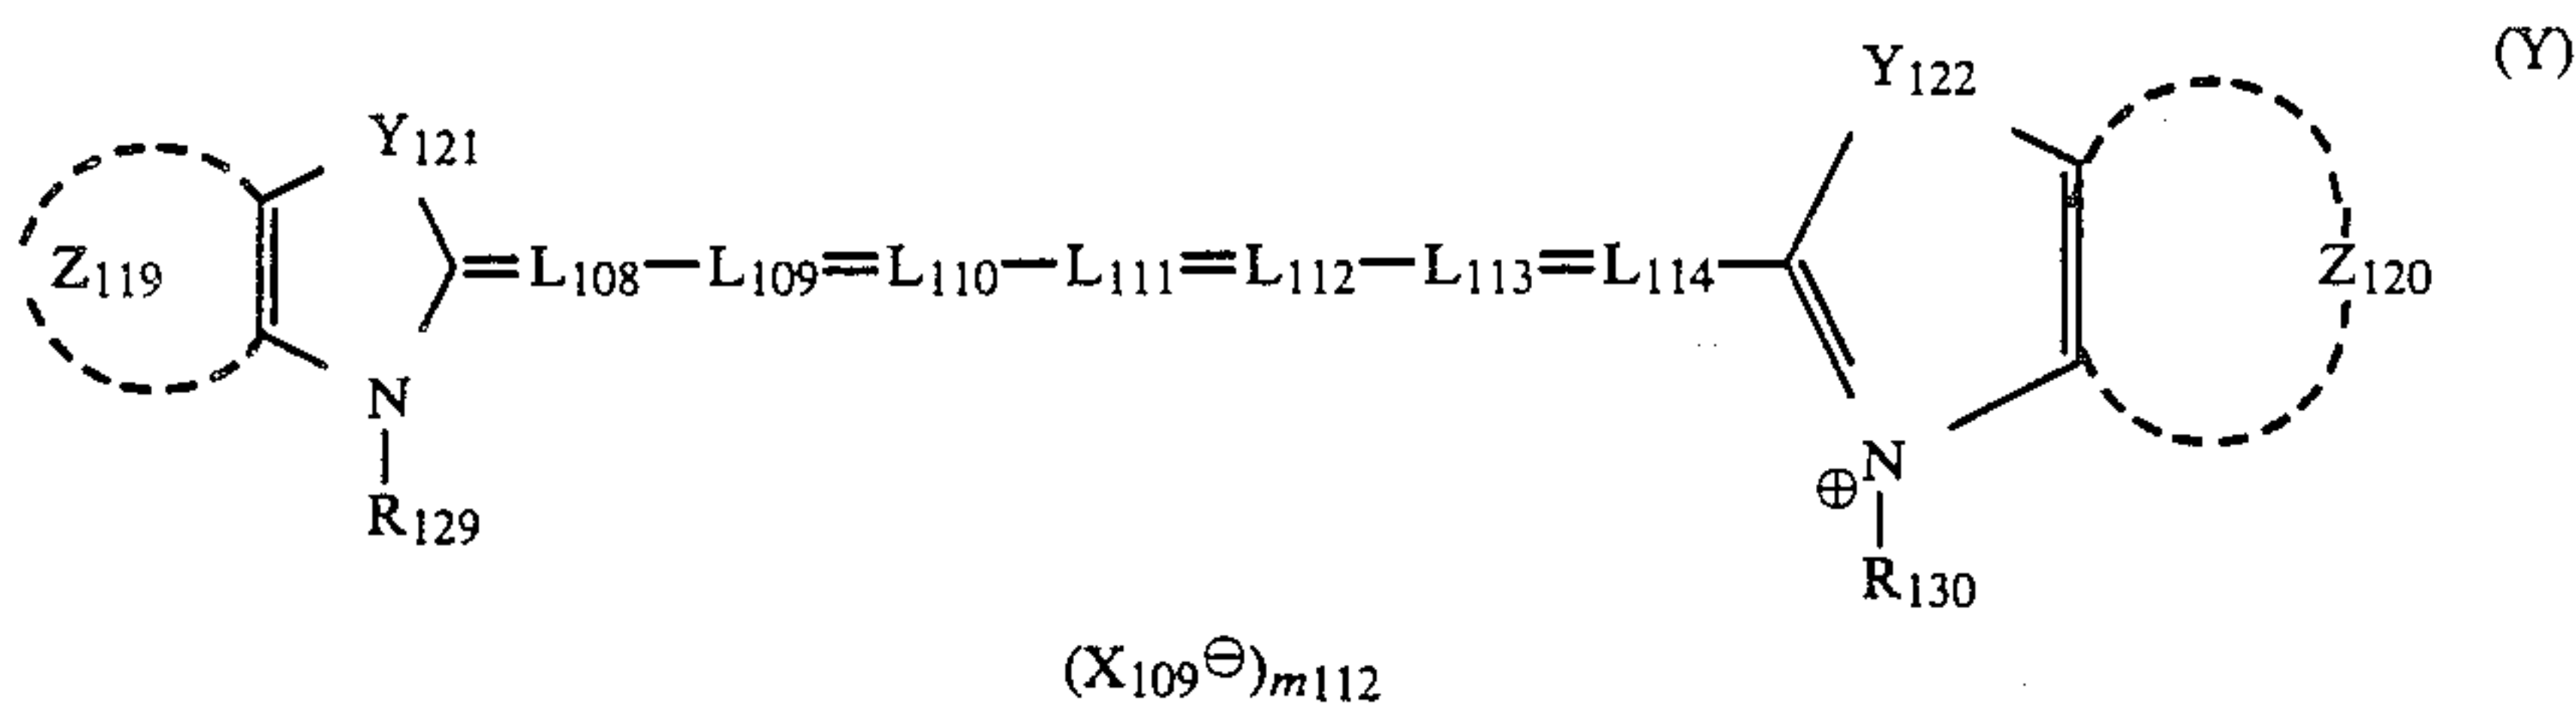 (Y)
Y122
Y121
Z119 =L108—L109=L110—L111=L112—L113=L114— Z120
N
⊕N
R129
R130
(X109⊖)m112